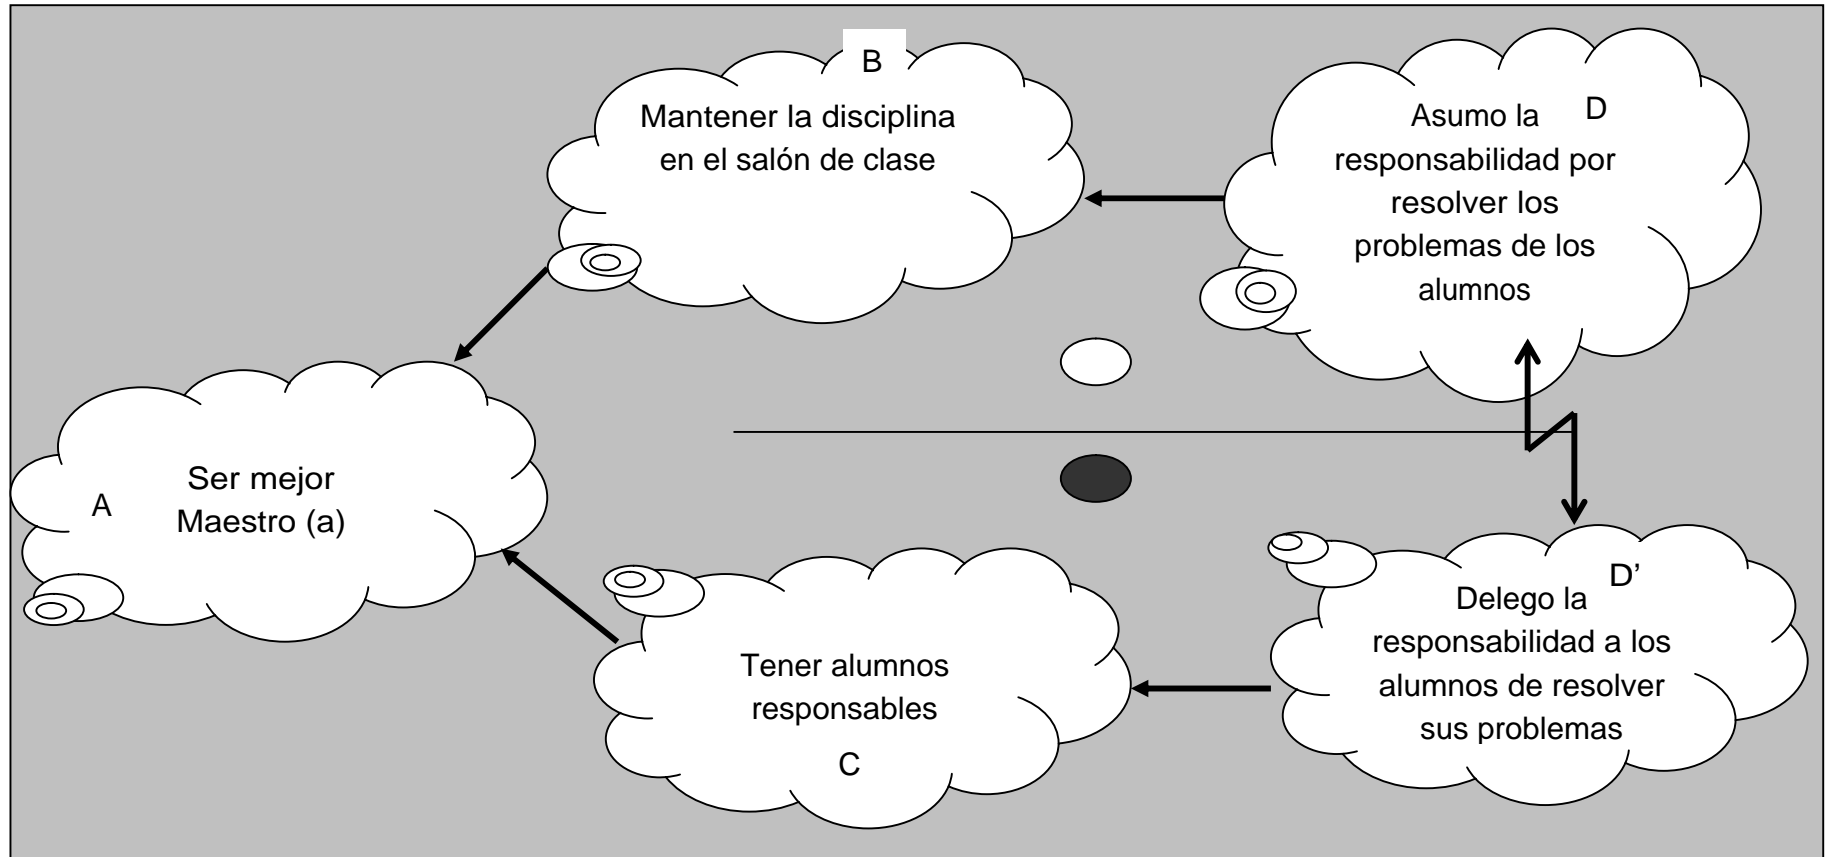 B
Mantener la disciplina
en el salón de clase
Asumo la D
responsabilidad por
resolver los
problemas de los
alumnos
A
Ser mejor
Maestro (a)
Tener alumnos
responsables
C
D’
Delego la
responsabilidad a los
alumnos de resolver
sus problemas